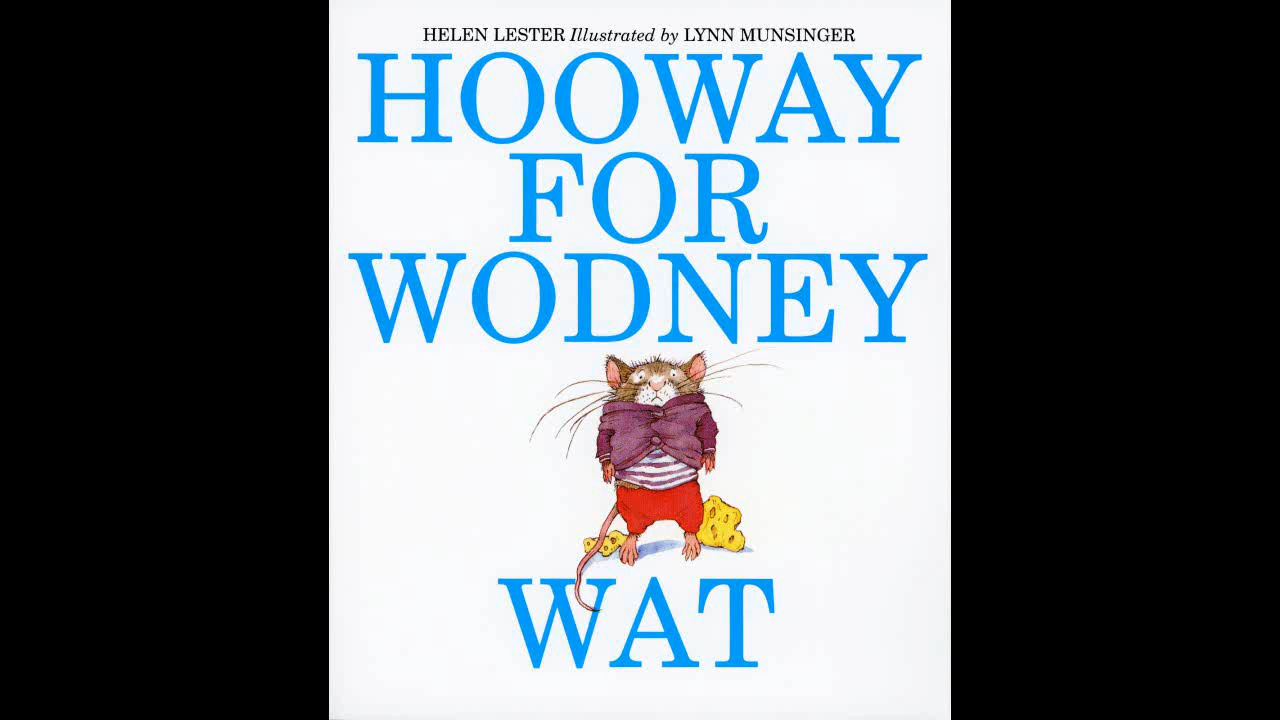 HELEN LESTER Illustrated by LYNN MUNSINGER
HOOWAY
FOR
WODNEY
WAT